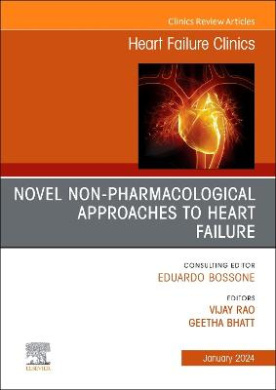 Clinics Review Articles
Heart Failure Clinics
NOVEL NON-PHARMACOLOGICAL
APPROACHES TO HEART
FAILURE
CONSULTING EDITOR
EDUARDO BOSSONE
EDITORS
VIJAY RAO
GEETHA BHATT
ELSEVIER
January 2024